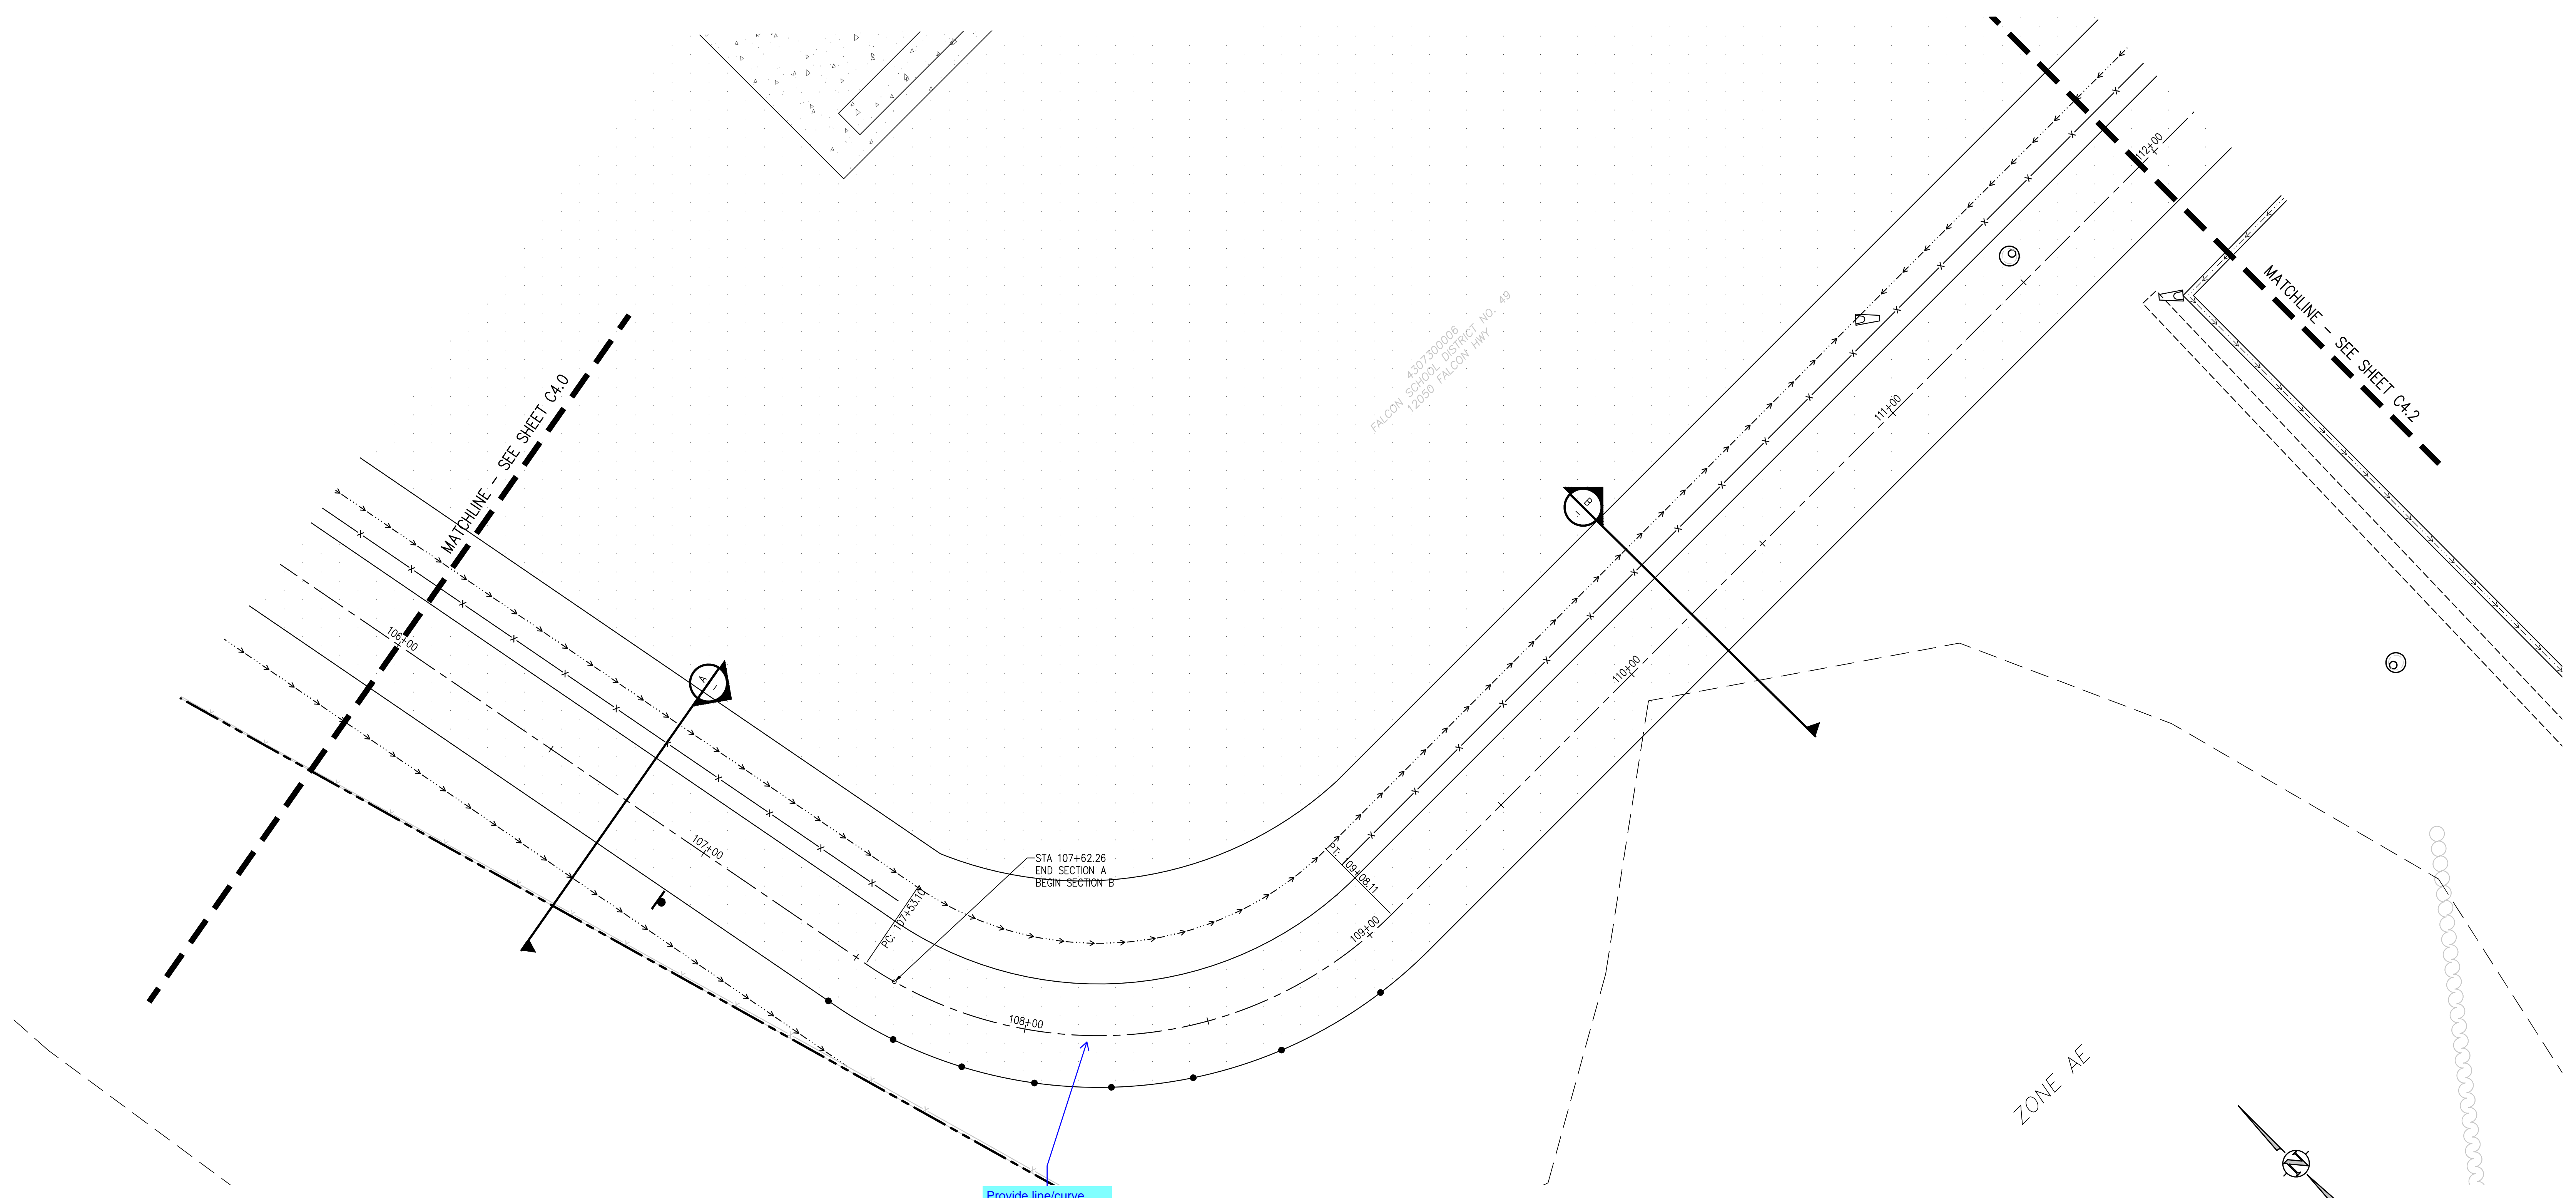 112+00
MATCHLINE - SEE SHEET C4.2
4307300006
FALCON SCHOOL DISTRICT NO. 49
12050 FALCON HWY
MATCHLINE - SEE SHEET C4.0
111+00
B
-
106+00
A
-
110+00
107+00
STA 107+62.26
END SECTION A
BEGIN SECTION B
PT: 109+08.11
PC: 107+53.10
109+00
108+00
ZONE AE
N
Provide line/curve